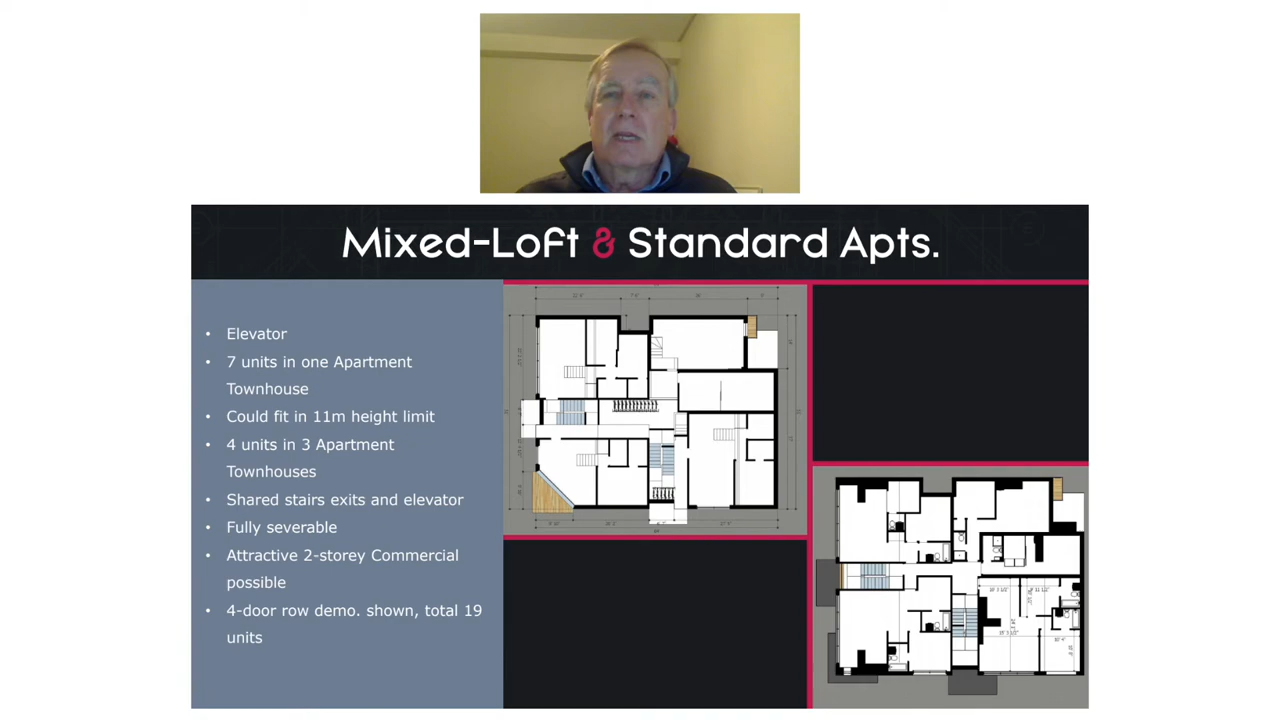 Mixed-Loft & Standard Apts.
• Elevator
• 7 units in one Apartment
Townhouse
• Could fit in 11m height limit
• 4 units in 3 Apartment
Townhouses
• Shared stairs exits and elevator
• Fully severable
• Attractive 2-storey Commercial
possible
• 4-door row demo. shown, total 19
units